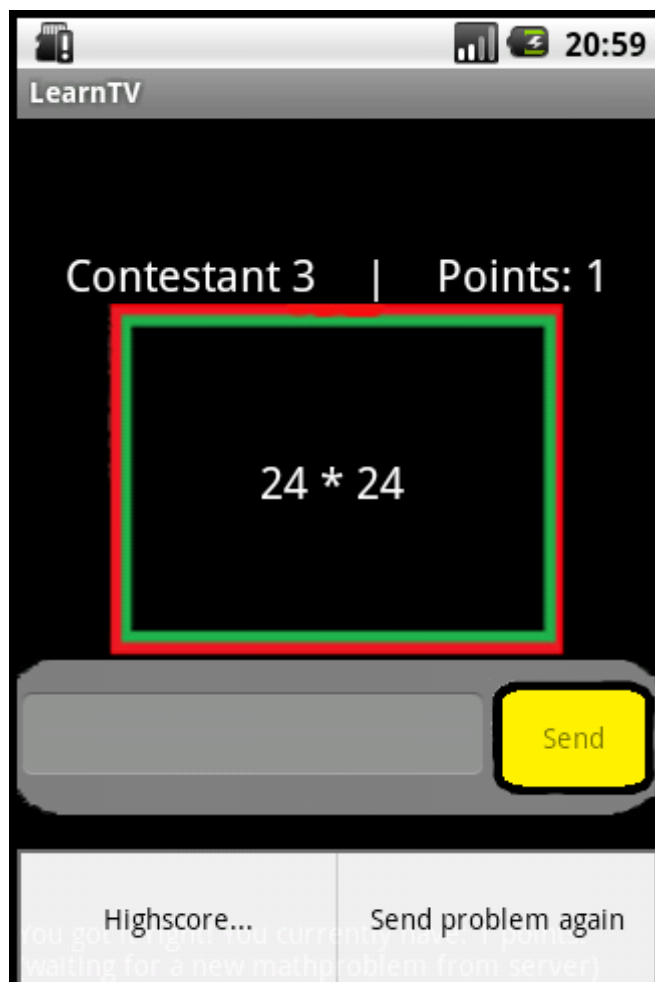 20:59
LearnTV
Contestant 3 | Points: 1
24 * 24
Send
Highscore... Send problem again
You got it right! You currently have: 1 points
(waiting for a new mathproblem from server)